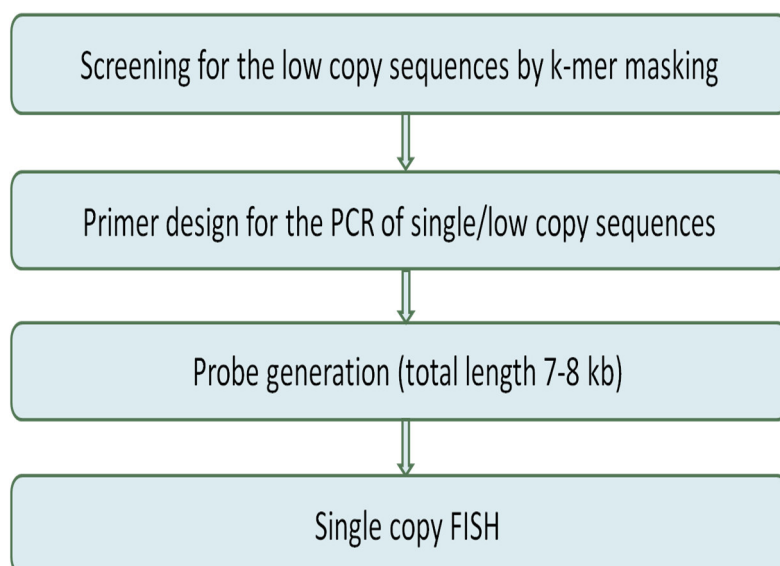 Screening for the low copy sequences by k-mer masking
Primer design for the PCR of single/low copy sequences
Probe generation (total length 7-8 kb)
Single copy FISH